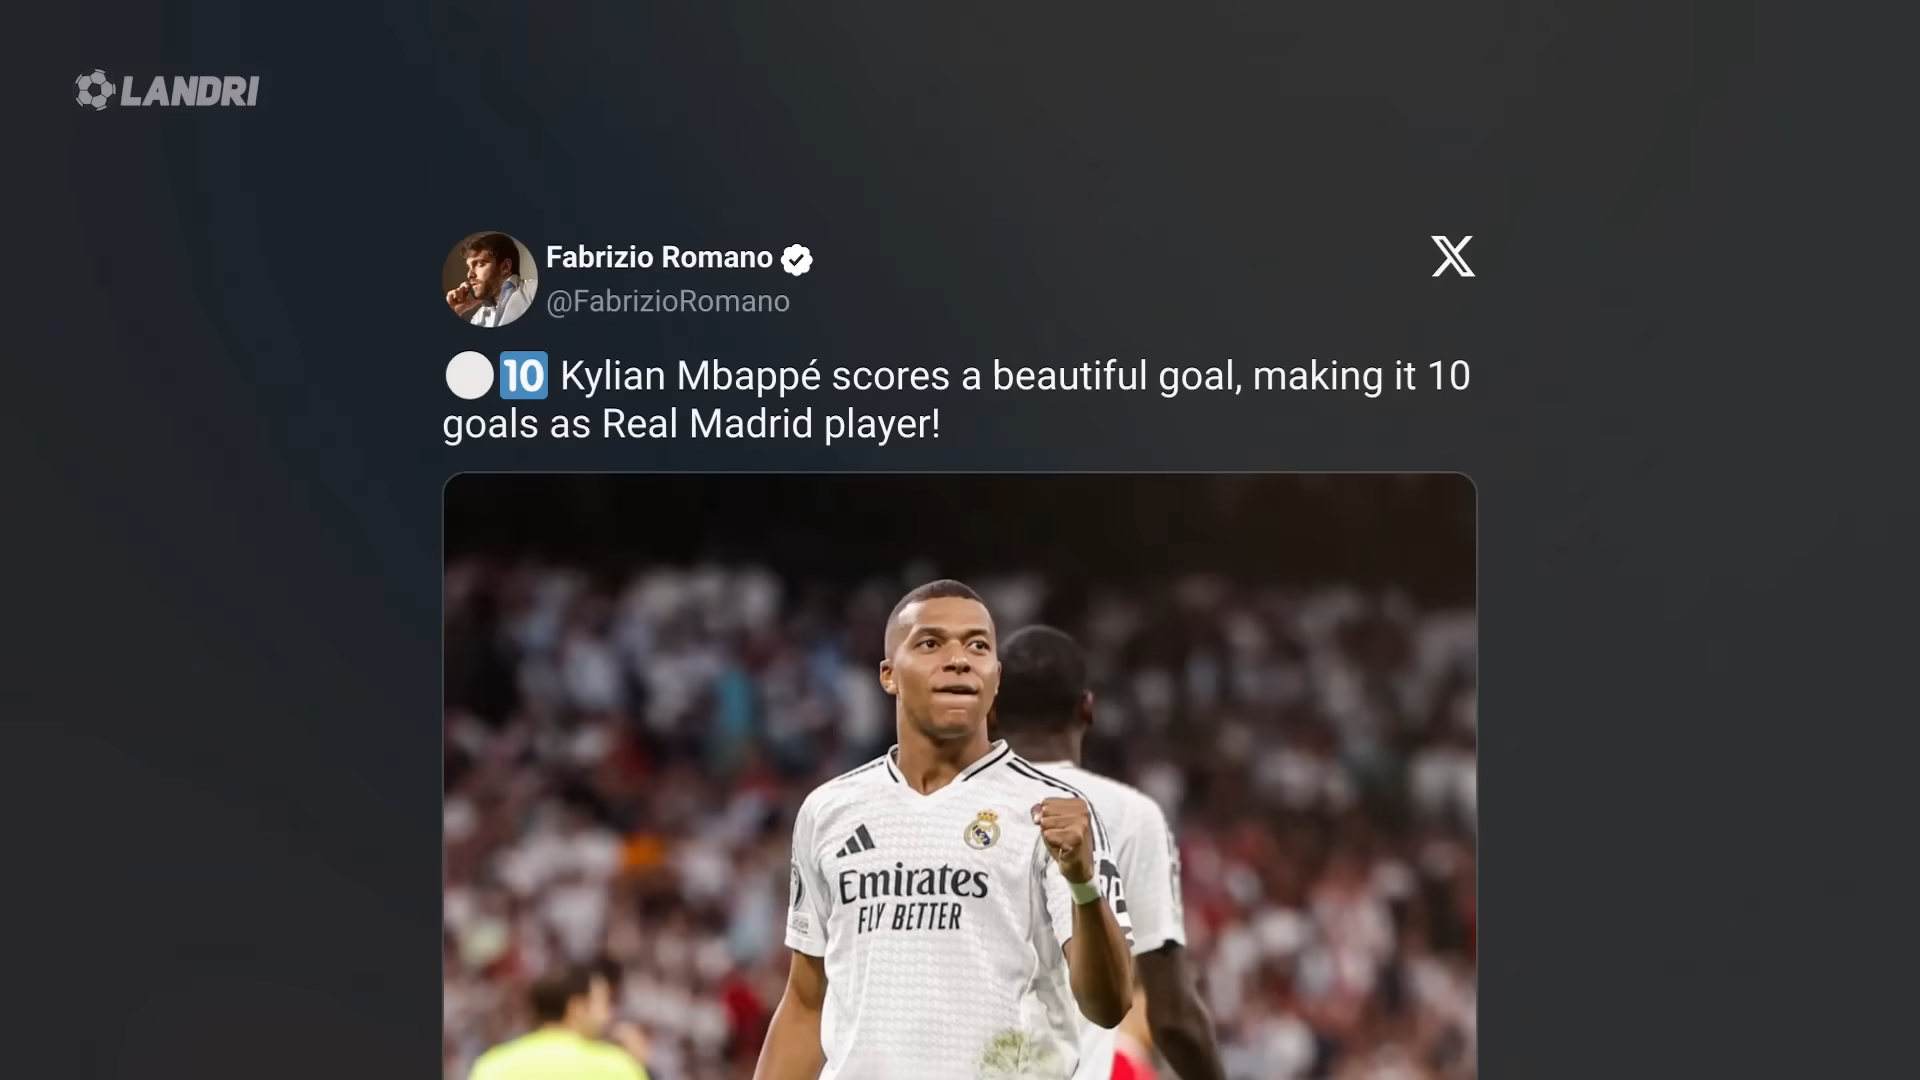 LANDRI
Fabrizio Romano
@FabrizioRomano
⚪️🔟 Kylian Mbappé scores a beautiful goal, making it 10
goals as Real Madrid player!
Emirates
FLY BETTER